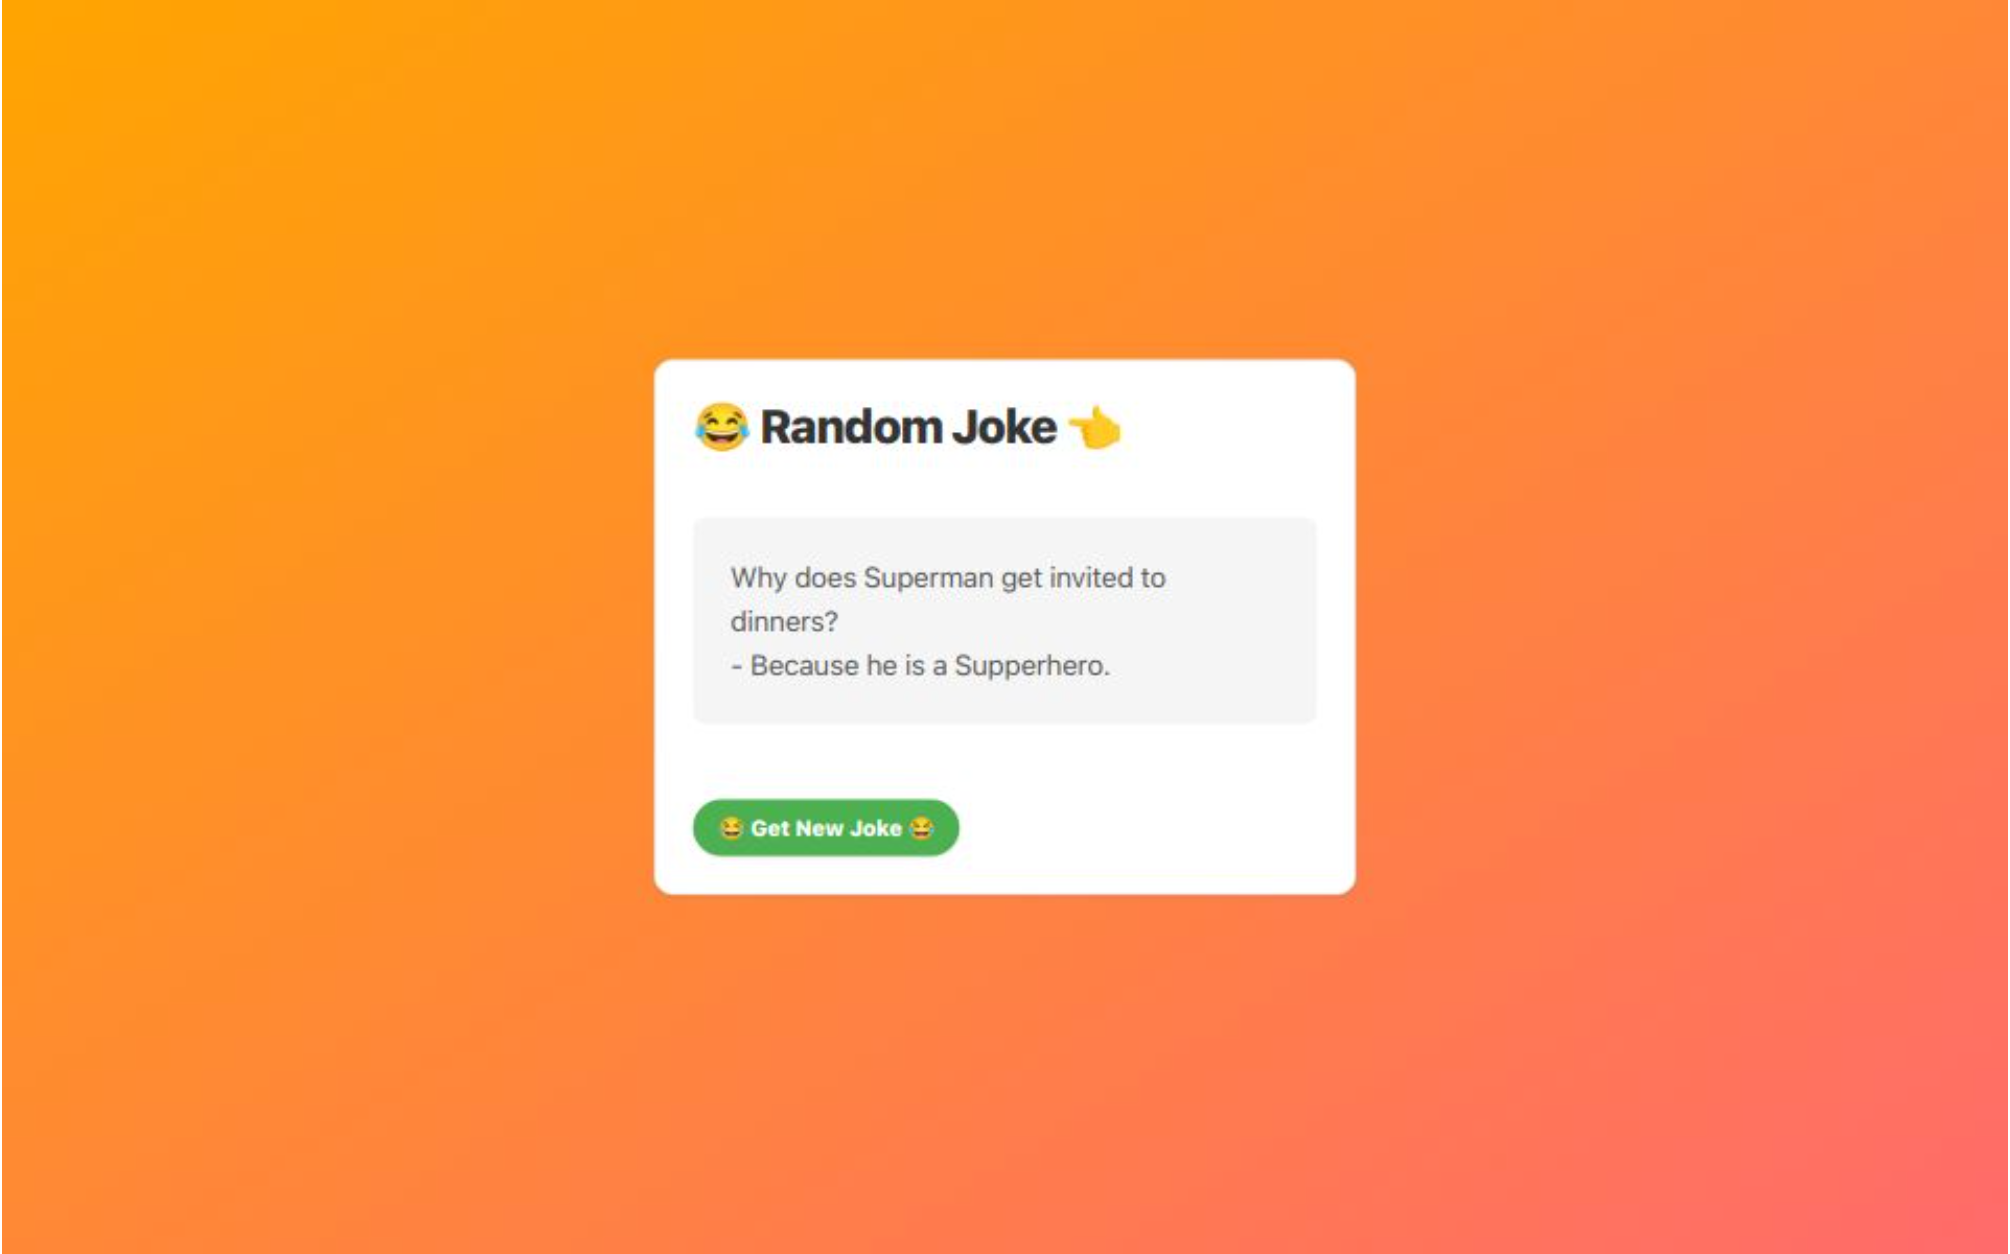 😂 Random Joke 👈
Why does Superman get invited to
dinners?
- Because he is a Supperhero.
😆 Get New Joke 😆